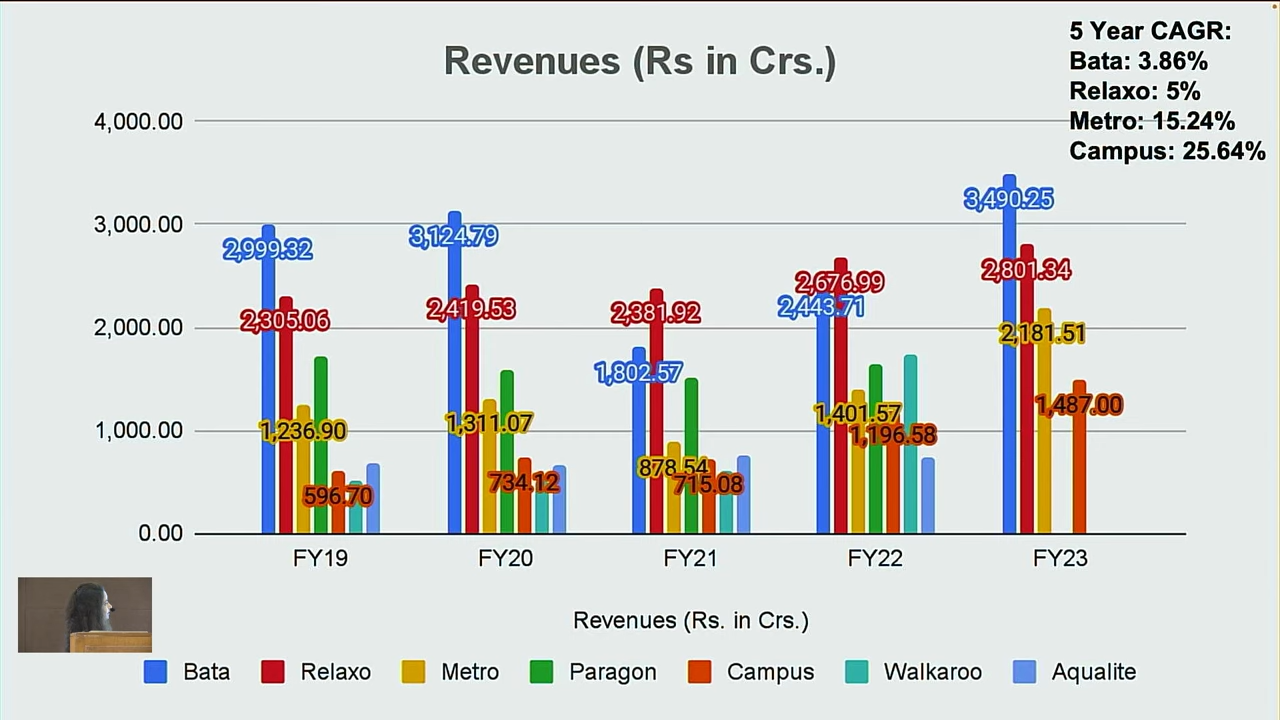 5 Year CAGR:
Bata: 3.86%
Relaxo: 5%
Metro: 15.24%
Campus: 25.64%
Revenues (Rs in Crs.)
4,000.00
3,000.00
2,000.00
1,000.00
0.00
2,999.32
2,305.06
1,236.90
596.70
3,124.79
2,419.53
1,311.07
734.12
1,802.57
2,381.92
878.54
715.08
2,443.71
2,676.99
1,401.57
1,196.58
3,490.25
2,801.34
2,181.51
1,487.00
FY19 FY20 FY21 FY22 FY23
Revenues (Rs. in Crs.)
Bata Relaxo Metro Paragon Campus Walkaroo Aqualite